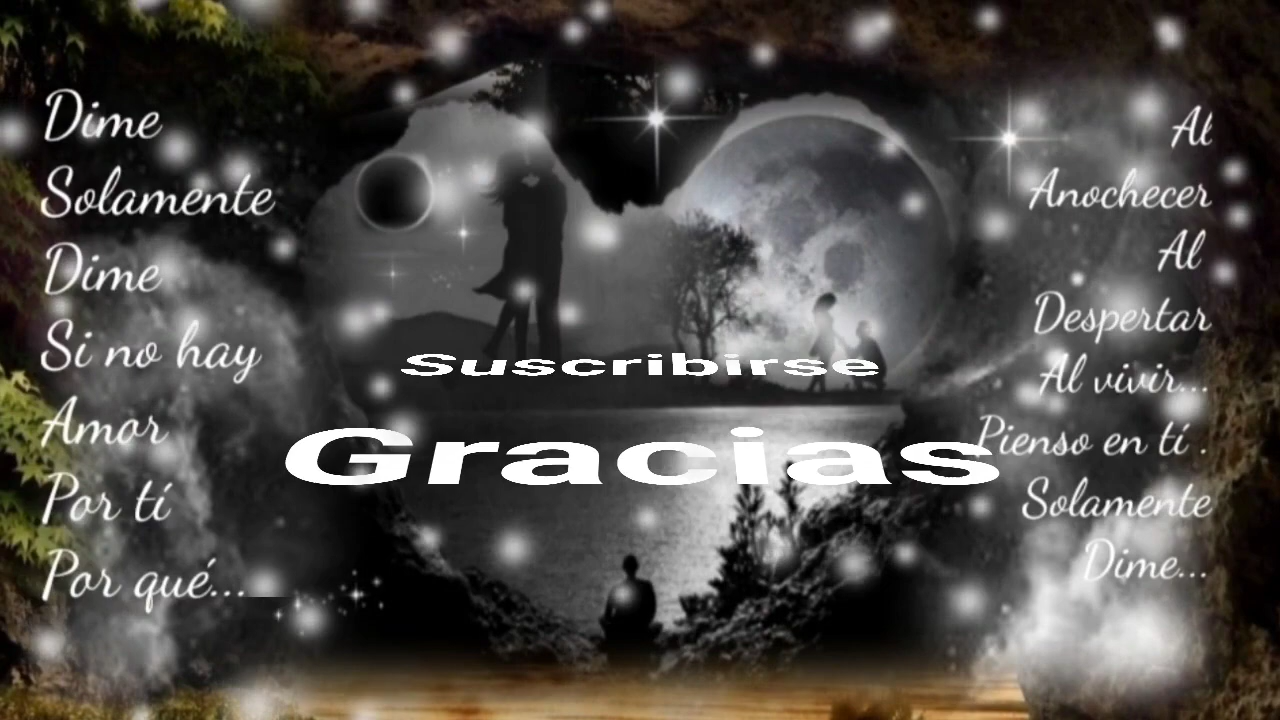 Dime
Solamente
Dime
Si no hay
Amor
Por tí
Por qué...
Suscribirse
Gracias
Al
Anochecer
Al
Despertar
Al vivir...
Pienso en tí .
Solamente
Dime...